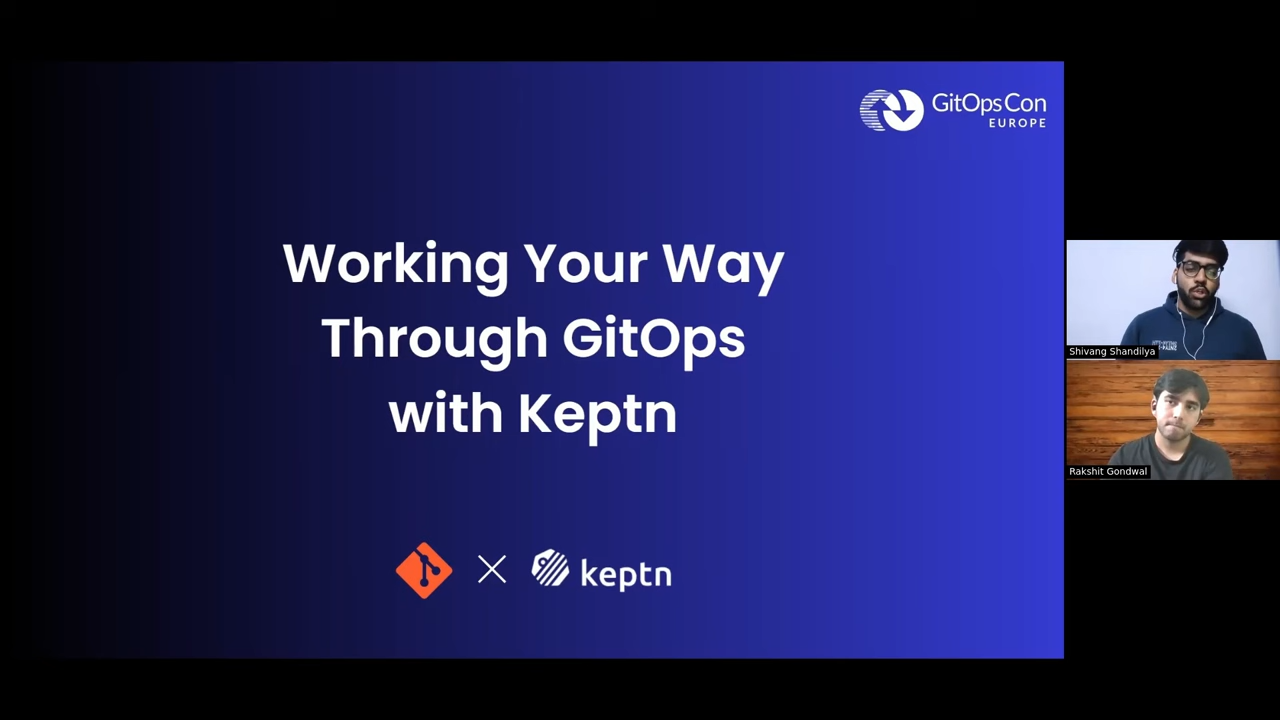 GitOpsCon
EUROPE
Working Your Way
Through GitOps
with Keptn
keptn
Shivang Shandilya
Rakshit Gondwal